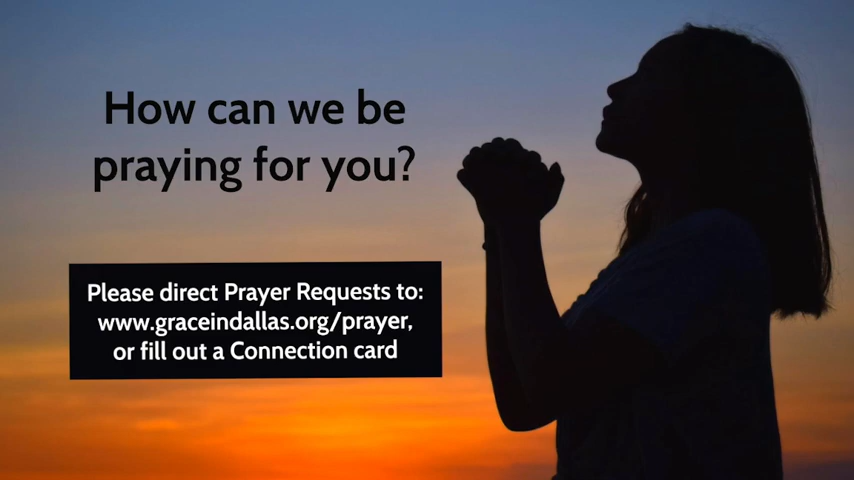 How can we be
praying for you?
Please direct Prayer Requests to:
www.graceindallas.org/prayer,
or fill out a Connection card